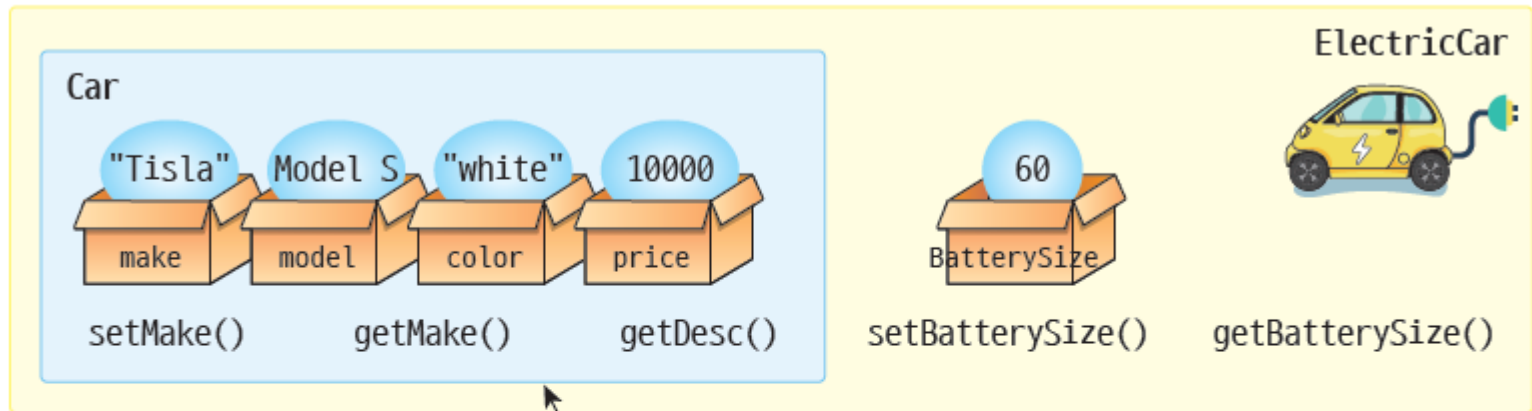 ElectricCar
Car
"Tisla" Model S "white" 10000 60
make model color price BatterySize
setMake() getMake() getDesc() setBatterySize() getBatterySize()